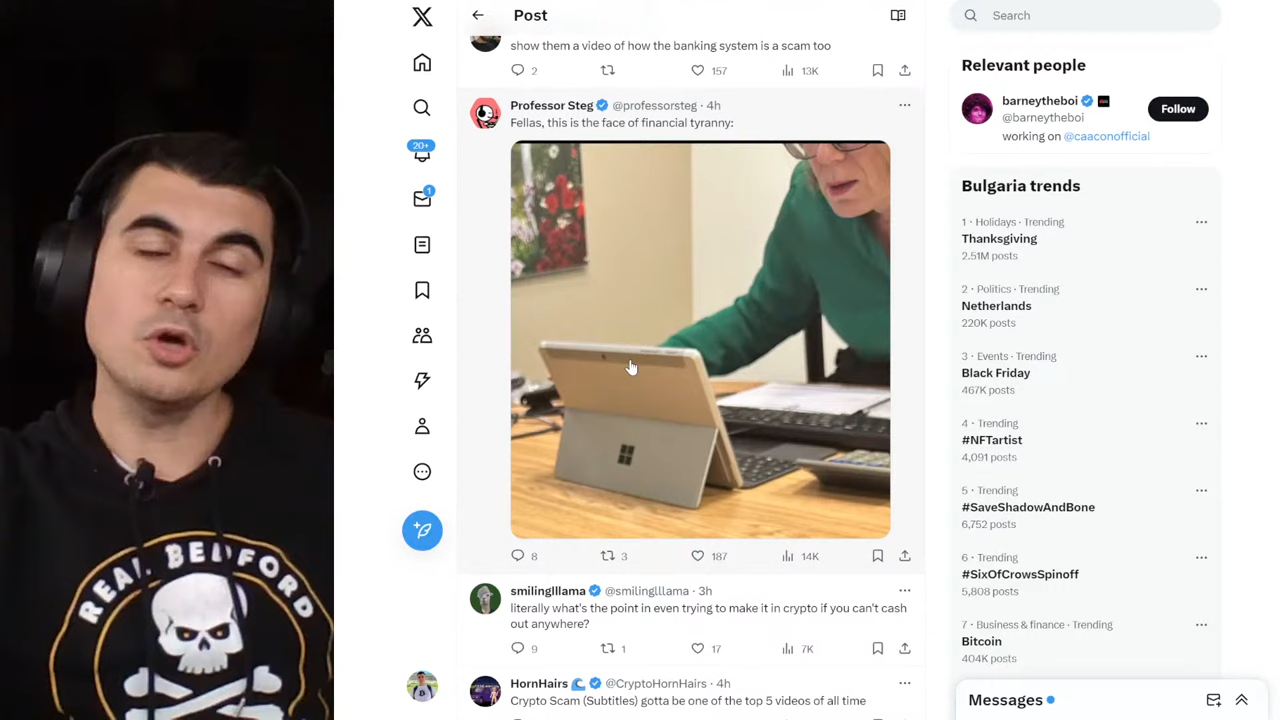 Post
Search
show them a video of how the banking system is a scam too
2 157 13K
Professor Steg @professorsteg · 4h
Fellas, this is the face of financial tyranny:
8 3 187 14K
smilinglllama @smilinglllama · 3h
literally what's the point in even trying to make it in crypto if you can't cash
out anywhere?
9 1 17 7K
HornHairs @CryptoHornHairs · 4h
Crypto Scam (Subtitles) gotta be one of the top 5 videos of all time
20+
1
Relevant people
barneytheboi
@barneytheboi
Follow
working on @caaconofficial
Bulgaria trends
1 · Holidays · Trending
Thanksgiving
2.51M posts
2 · Politics · Trending
Netherlands
220K posts
3 · Events · Trending
Black Friday
467K posts
4 · Trending
#NFTartist
4,091 posts
5 · Trending
#SaveShadowAndBone
6,752 posts
6 · Trending
#SixOfCrowsSpinoff
5,808 posts
7 · Business & finance · Trending
Bitcoin
404K posts
Messages
REAL BEDFORD